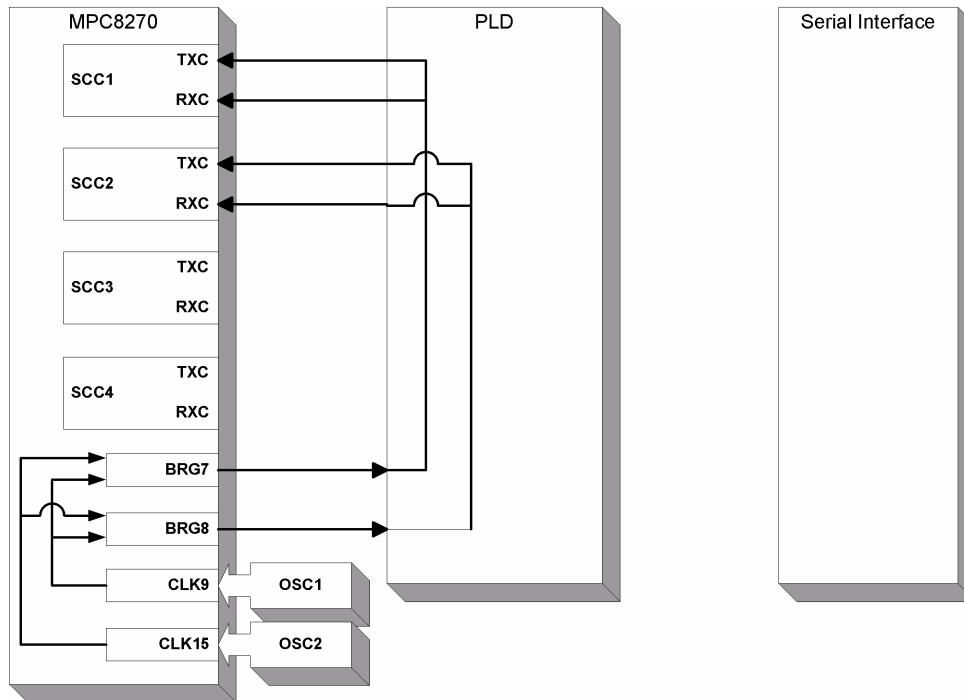 MPC8270
PLD
Serial Interface
SCC1
TXC
RXC
SCC2
TXC
RXC
SCC3
TXC
RXC
SCC4
TXC
RXC
BRG7
BRG8
CLK9
OSC1
CLK15
OSC2